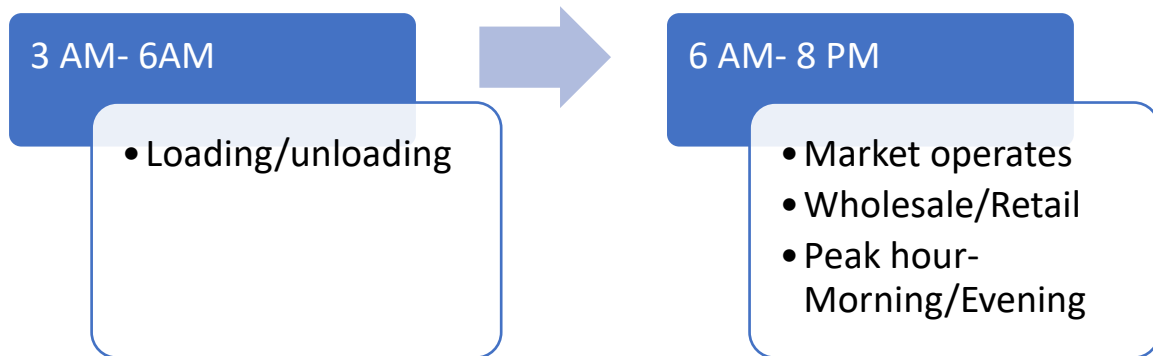 3 AM- 6AM
•Loading/unloading
6 AM- 8 PM
•Market operates
•Wholesale/Retail
•Peak hour-
Morning/Evening